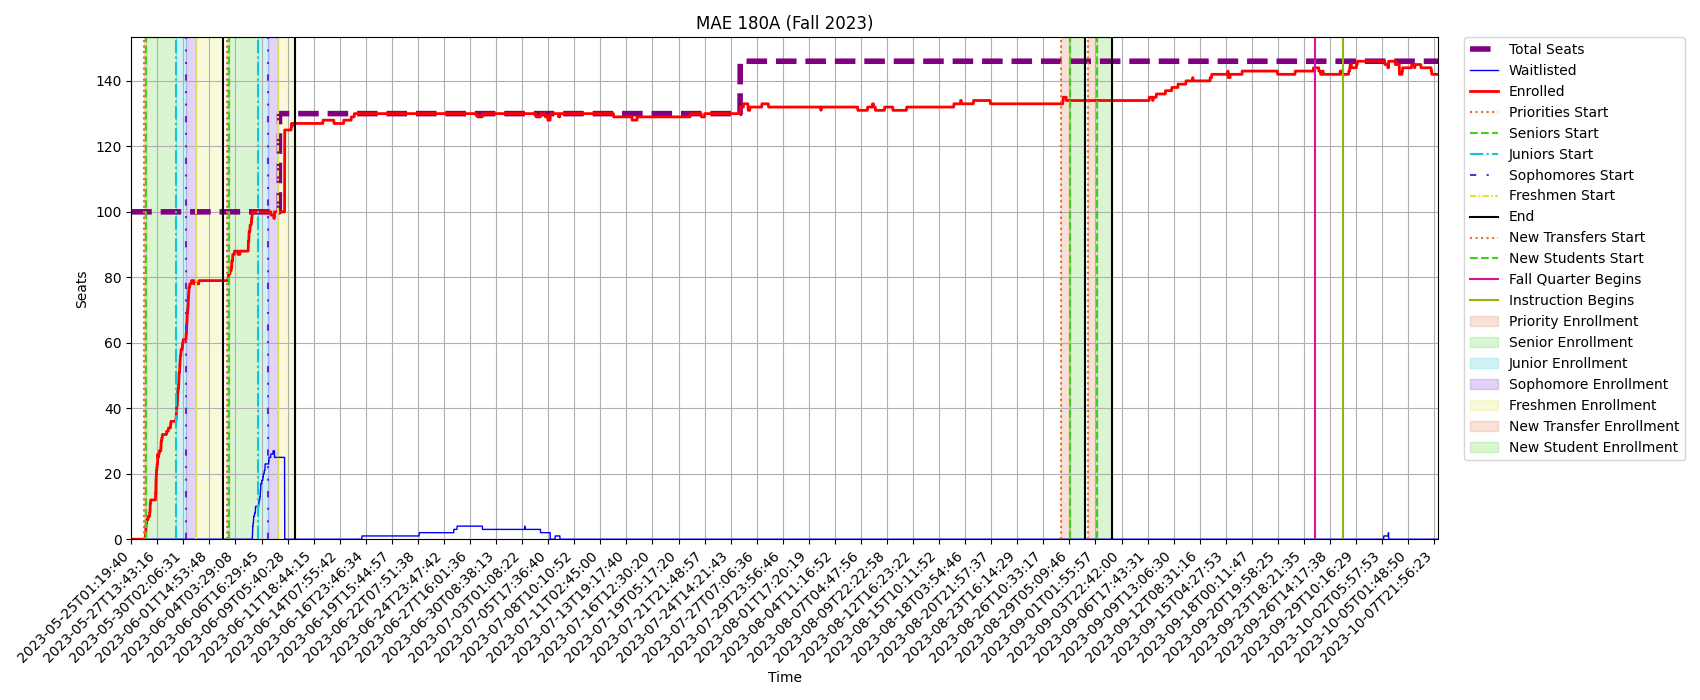 MAE 180A (Fall 2023)
Seats
140
120
100
80
60
40
20
0
2023-05-25T01:19:40
2023-05-27T13:43:16
2023-05-30T02:06:31
2023-06-01T14:53:48
2023-06-04T03:29:08
2023-06-06T16:29:45
2023-06-09T05:40:28
2023-06-11T18:44:15
2023-06-14T07:55:42
2023-06-16T23:46:34
2023-06-19T15:44:57
2023-06-22T07:51:38
2023-06-24T23:47:42
2023-06-27T16:01:36
2023-06-30T08:38:13
2023-07-03T01:08:22
2023-07-05T17:36:40
2023-07-08T10:10:52
2023-07-11T02:45:00
2023-07-13T19:17:40
2023-07-16T12:30:20
2023-07-19T05:17:20
2023-07-21T21:48:57
2023-07-24T14:21:43
2023-07-27T07:06:36
2023-07-29T23:56:46
2023-08-01T17:20:19
2023-08-04T11:16:52
2023-08-07T04:47:56
2023-08-09T22:22:58
2023-08-12T16:23:22
2023-08-15T10:11:52
2023-08-18T03:54:46
2023-08-20T21:57:37
2023-08-23T16:14:29
2023-08-26T10:33:17
2023-08-29T05:09:46
2023-09-01T01:55:57
2023-09-03T22:42:00
2023-09-06T17:43:31
2023-09-09T13:06:30
2023-09-12T08:31:16
2023-09-15T04:27:53
2023-09-18T00:11:47
2023-09-20T19:58:25
2023-09-23T18:21:35
2023-09-26T14:17:38
2023-09-29T10:16:29
2023-10-02T05:57:53
2023-10-05T01:48:50
2023-10-07T21:56:23
Time
Total Seats
Waitlisted
Enrolled
Priorities Start
Seniors Start
Juniors Start
Sophomores Start
Freshmen Start
End
New Transfers Start
New Students Start
Fall Quarter Begins
Instruction Begins
Priority Enrollment
Senior Enrollment
Junior Enrollment
Sophomore Enrollment
Freshmen Enrollment
New Transfer Enrollment
New Student Enrollment